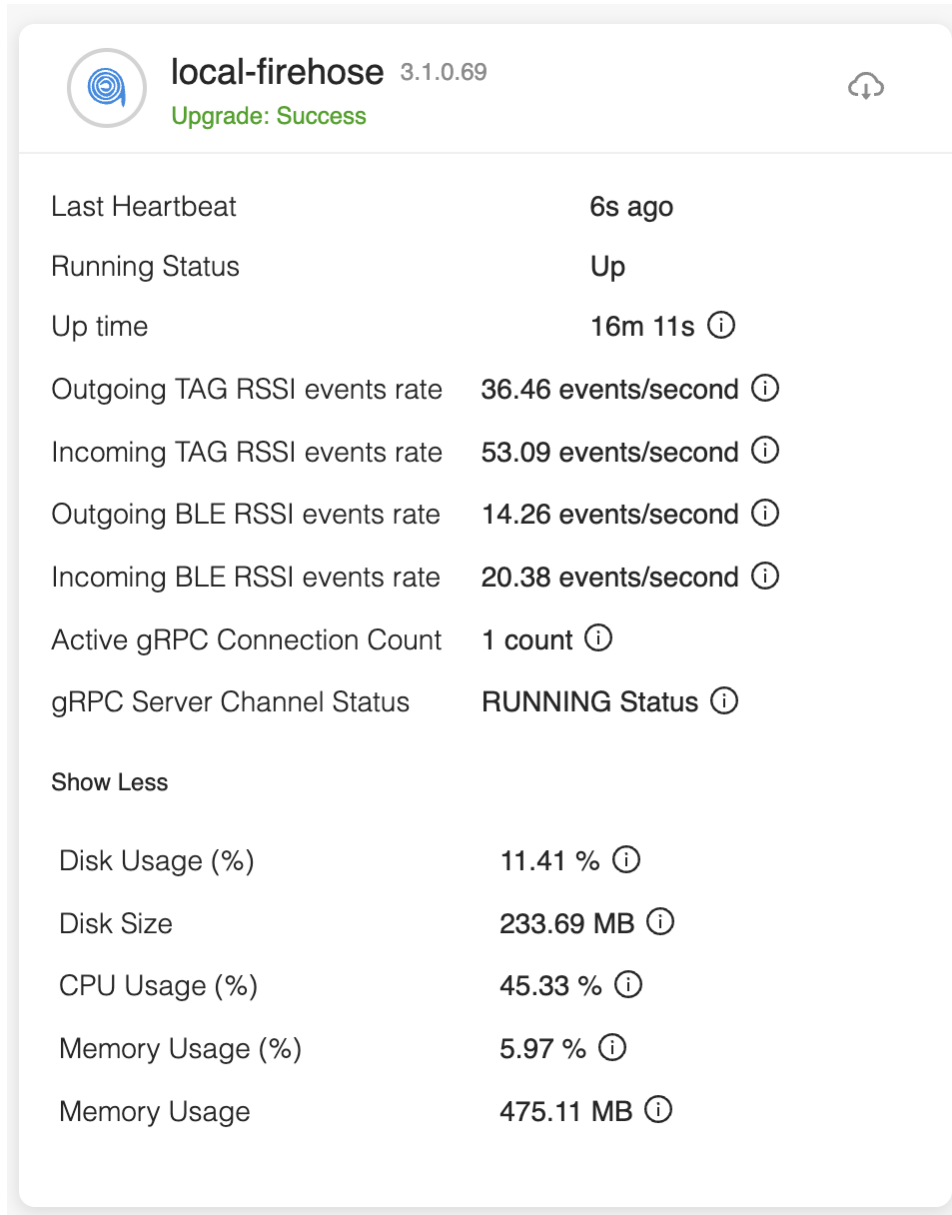 local-firehose 3.1.0.69
Upgrade: Success
Last Heartbeat 6s ago
Running Status Up
Up time 16m 11s
Outgoing TAG RSSI events rate 36.46 events/second
Incoming TAG RSSI events rate 53.09 events/second
Outgoing BLE RSSI events rate 14.26 events/second
Incoming BLE RSSI events rate 20.38 events/second
Active gRPC Connection Count 1 count
gRPC Server Channel Status RUNNING Status
Show Less
Disk Usage (%) 11.41 %
Disk Size 233.69 MB
CPU Usage (%) 45.33 %
Memory Usage (%) 5.97 %
Memory Usage 475.11 MB